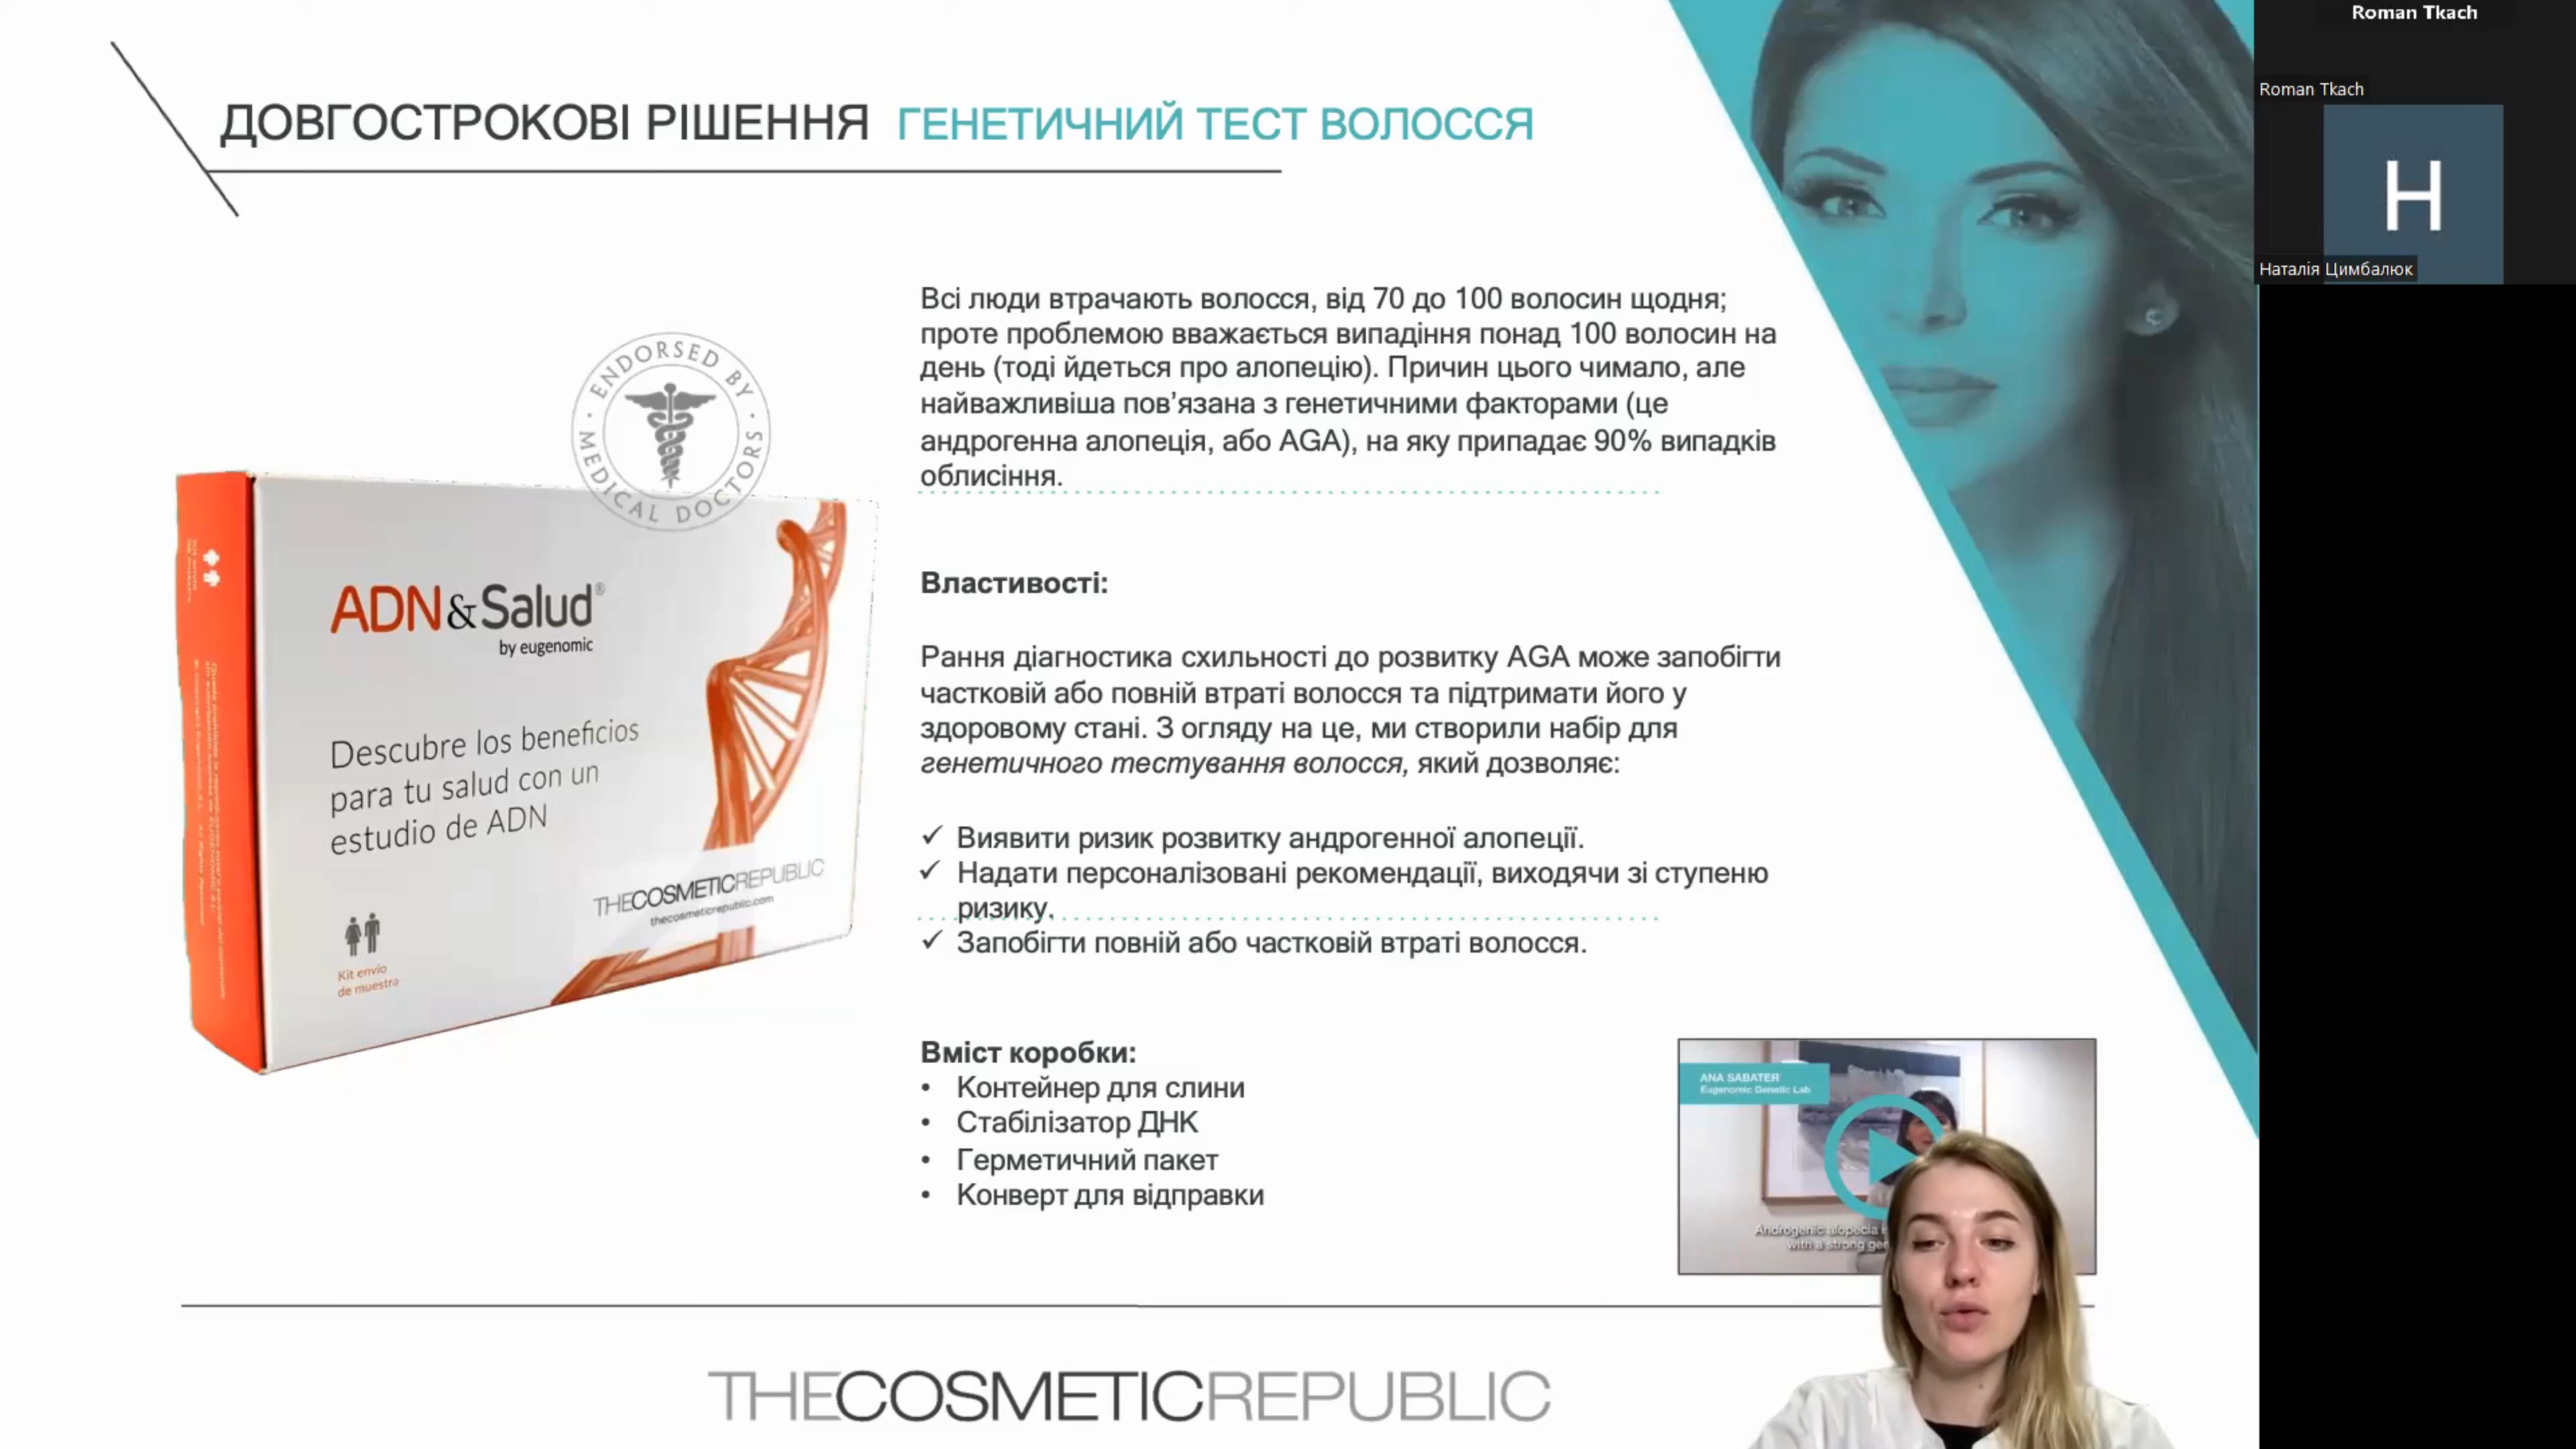 Roman Tkach
Roman Tkach
Н
Наталія Цимбалюк
ДОВГОСТРОКОВІ РІШЕННЯ ГЕНЕТИЧНИЙ ТЕСТ ВОЛОССЯ
Всі люди втрачають волосся, від 70 до 100 волосин щодня;
проте проблемою вважається випадіння понад 100 волосин на
день (тоді йдеться про алопецію). Причин цього чимало, але
найважливіша пов’язана з генетичними факторами (це
андрогенна алопеція, або AGA), на яку припадає 90% випадків
облисіння.
ENDORSED BY
MEDICAL DOCTORS
ADN&Salud®
by eugenomic
Descubre los beneficios
para tu salud con un
estudio de ADN
THECOSMETICREPUBLIC
thecosmeticrepublic.com
Kit envío
de muestra
Властивості:
Рання діагностика схильності до розвитку AGA може запобігти
частковій або повній втраті волосся та підтримати його у
здоровому стані. З огляду на це, ми створили набір для
генетичного тестування волосся, який дозволяє:
✓ Виявити ризик розвитку андрогенної алопеції.
✓ Надати персоналізовані рекомендації, виходячи зі ступеню
ризику.
✓ Запобігти повній або частковій втраті волосся.
Вміст коробки:
• Контейнер для слини
• Стабілізатор ДНК
• Герметичний пакет
• Конверт для відправки
ANA SABATER
Eugenomic Genetic Lab
Androgenic alopecia
with a strong
THECOSMETICREPUBLIC